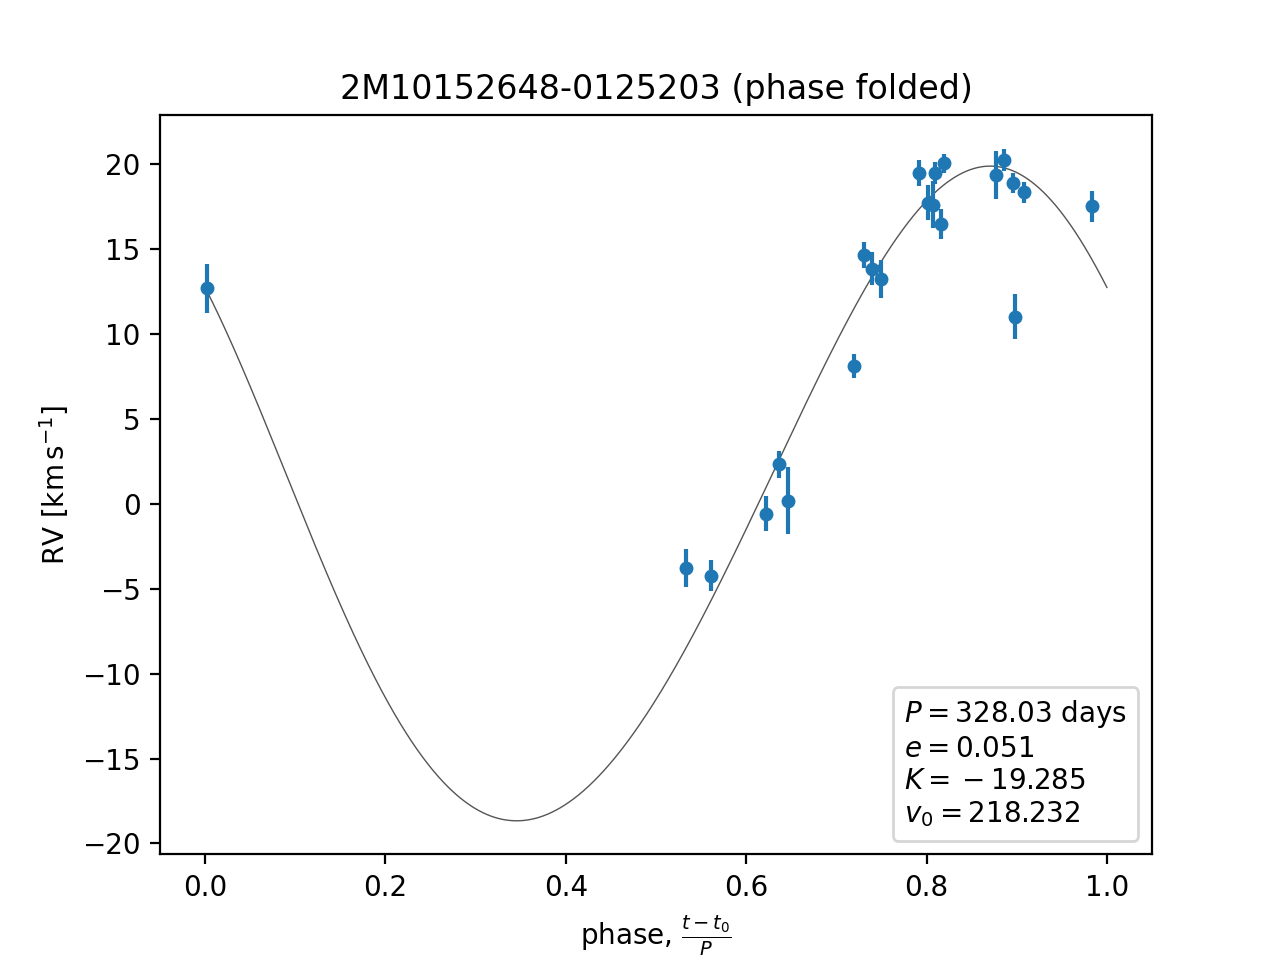 2M10152648-0125203 (phase folded)
RV [km s⁻¹]
20
15
10
5
0
−5
−10
−15
−20
P = 328.03 days
e = 0.051
K = − 19.285
v₀ = 218.232
0.0 0.2 0.4 0.6 0.8 1.0
phase, (t − t₀)/P